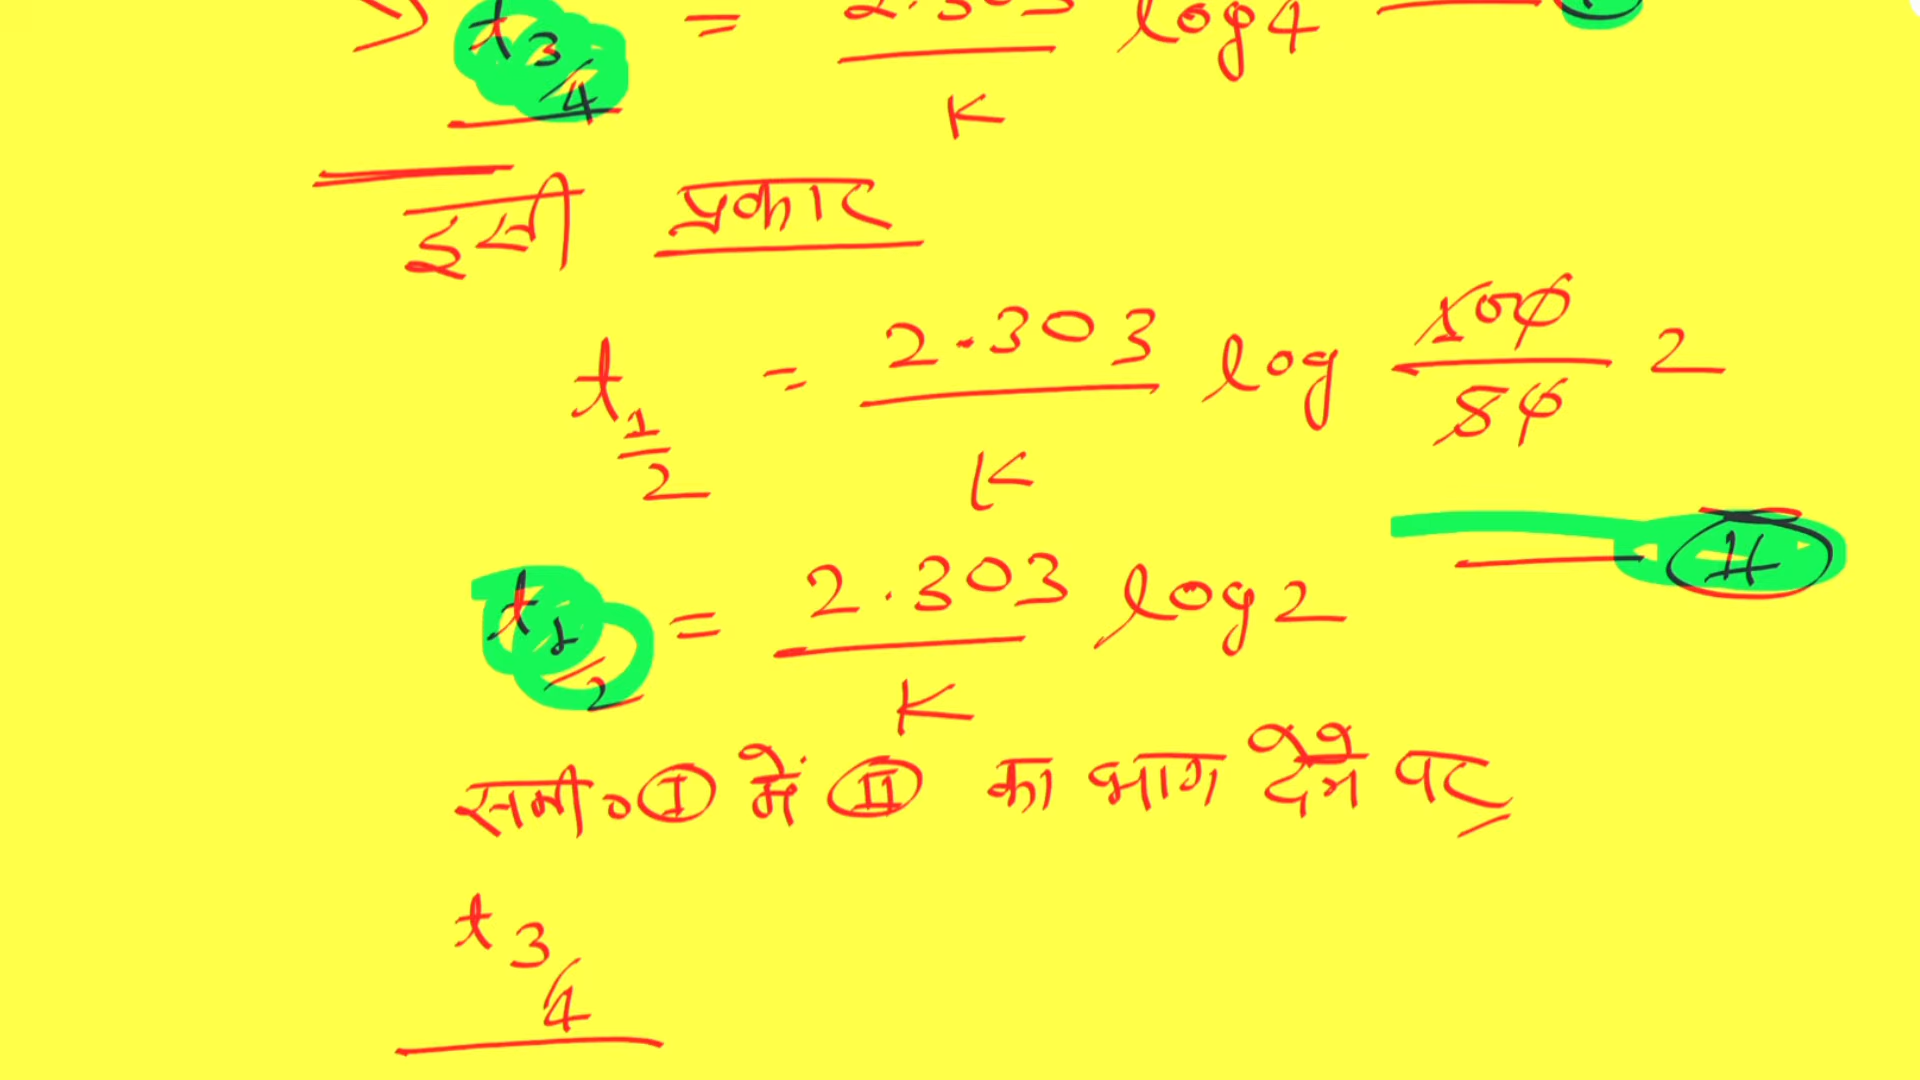 t3/4 = 2.303/K log4
इसी प्रकार
t1/2 = 2.303/K log 100/50 2
t1/2 = 2.303/K log2 II
समी० I में II का भाग देने पर
t3/4